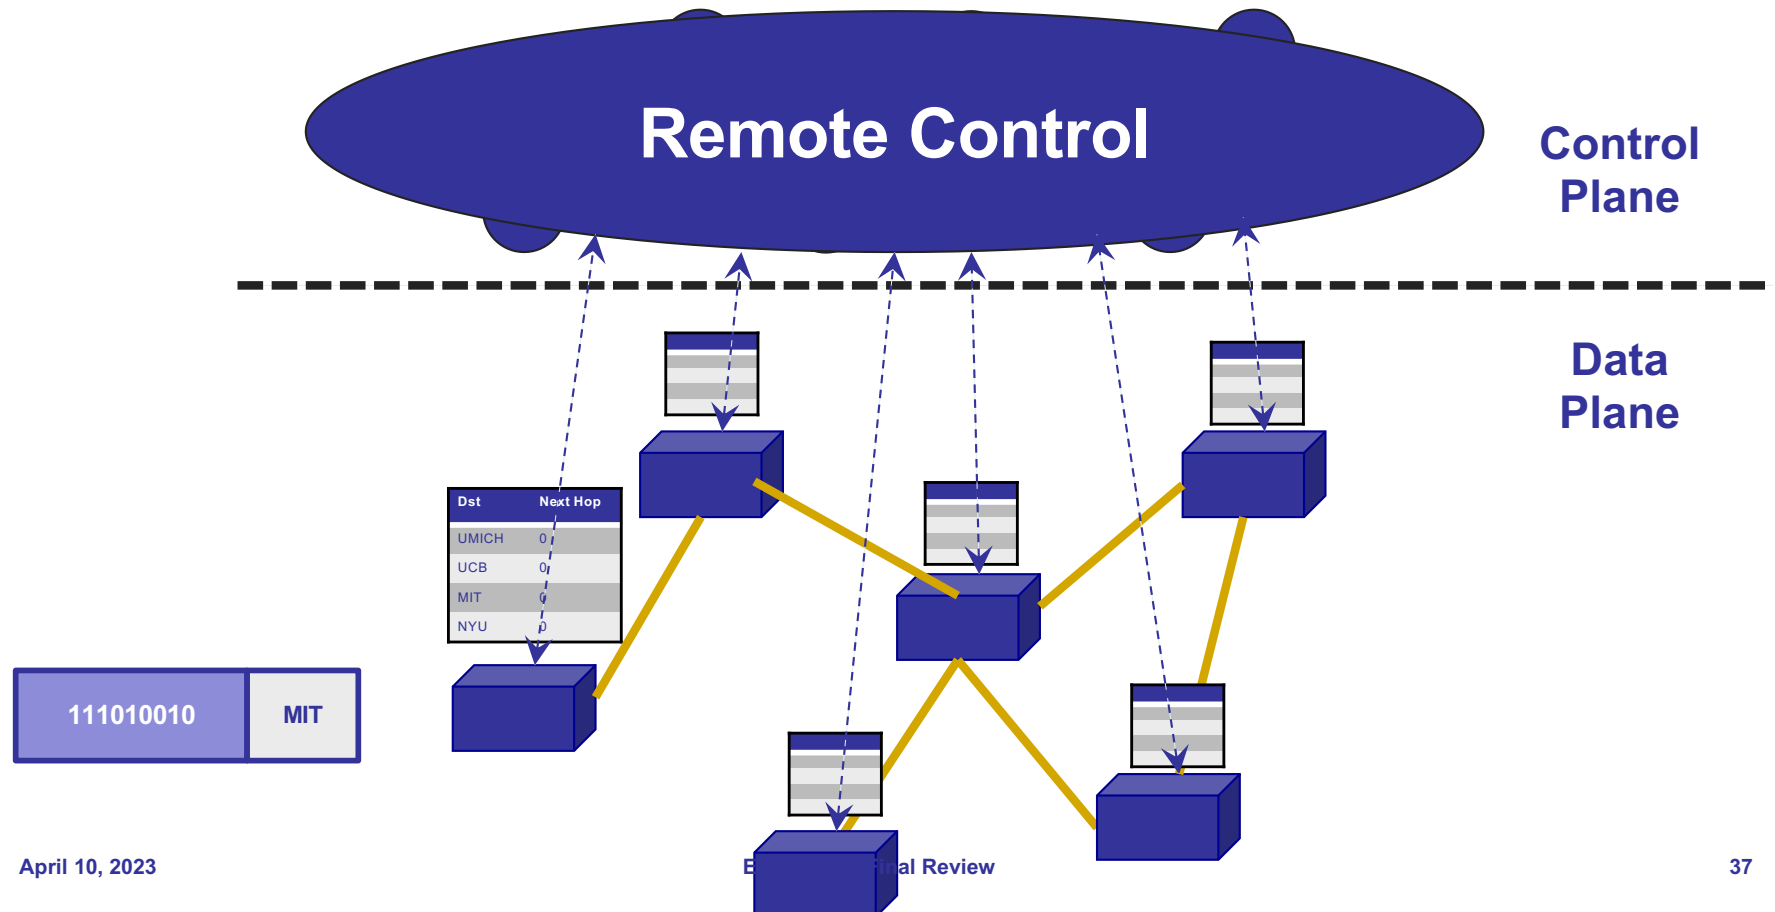 Remote Control
Control
Plane
Data
Plane
Dst Next Hop
UMICH 0
UCB 0
MIT 0
NYU 0
111010010 MIT
April 10, 2023
Review
37